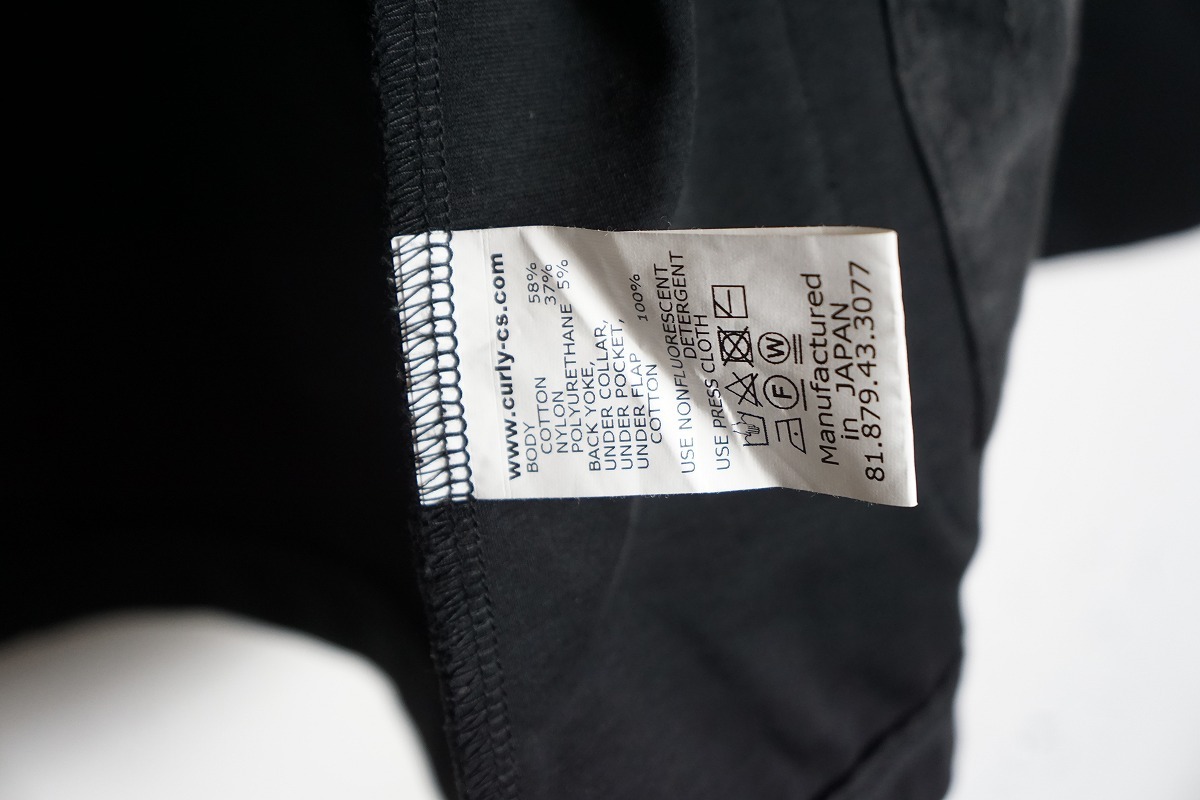 www.curly-cs.com
BODY
COTTON 58%
NYLON 37%
POLYURETHANE 5%
BACK YOKE,
UNDER COLLAR,
UNDER POCKET,
UNDER FLAP
COTTON 100%
USE NONFLUORESCENT
DETERGENT
USE PRESS CLOTH
F W
Manufactured
in JAPAN
81.879.43.3077